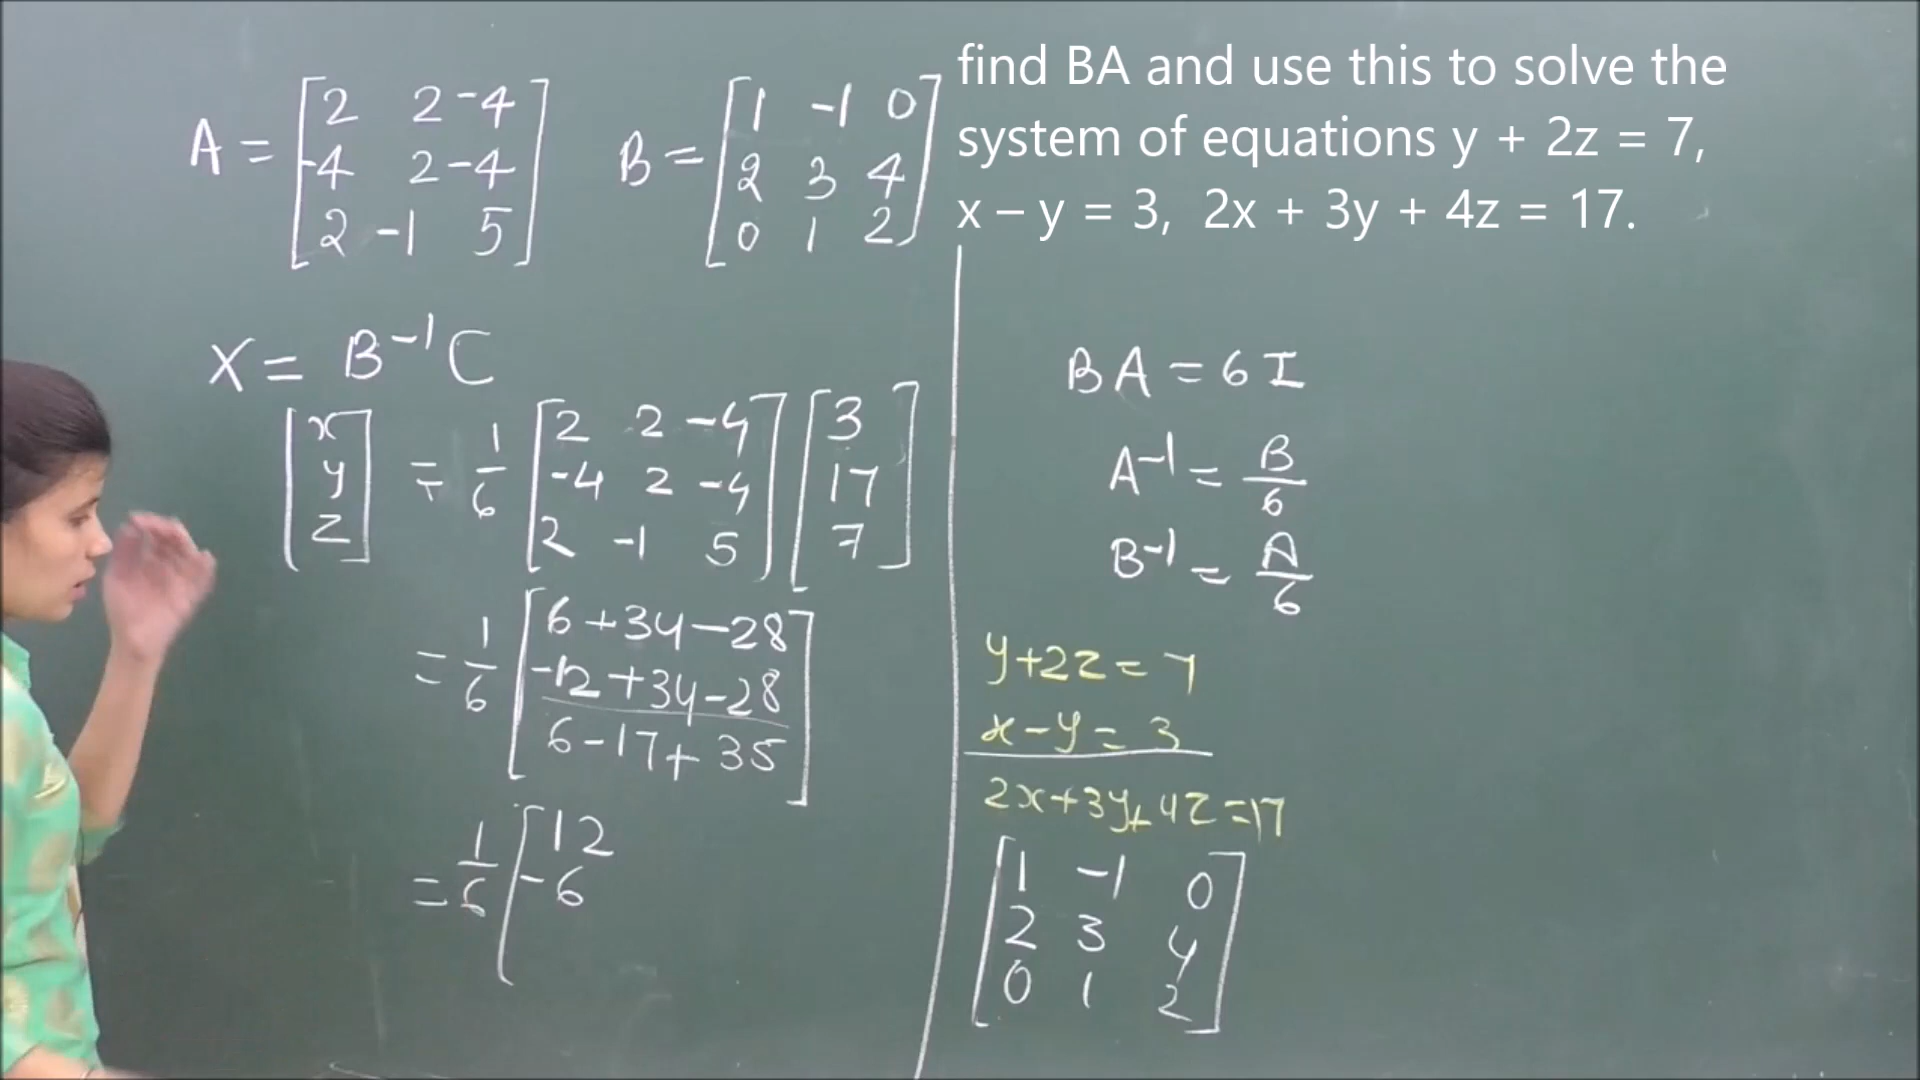 find BA and use this to solve the
system of equations y + 2z = 7,
x – y = 3, 2x + 3y + 4z = 17.
A = [ 2 2 -4
-4 2 -4
2 -1 5 ]
B = [ 1 -1 0
2 3 4
0 1 2 ]
X = B⁻¹ C
[ x
y
z ]
= 1/6 [ 2 2 -4
-4 2 -4
2 -1 5 ]
[ 3
17
7 ]
= 1/6 [ 6+34-28
-12+34-28
6-17+35 ]
= 1/6 [ 12
-6
BA = 6I
A⁻¹ = B/6
B⁻¹ = A/6
y+2z = 7
x-y = 3
2x+3y+4z = 17
[ 1 -1 0
2 3 4
0 1 2 ]